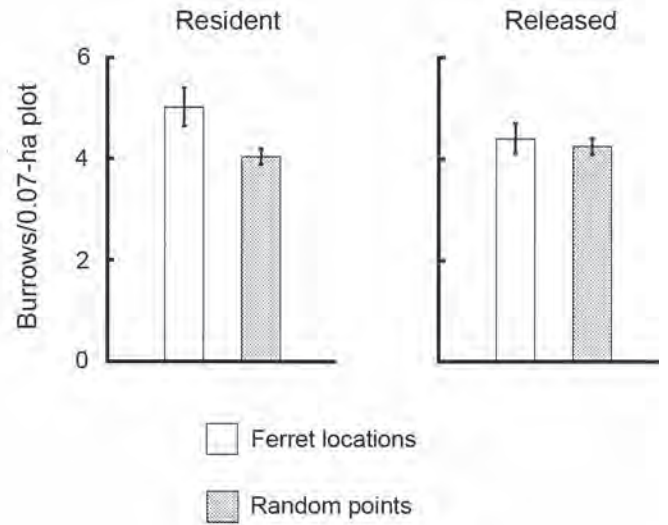 Resident
Released
Burrows/0.07-ha plot
6
4
2
0
Ferret locations
Random points